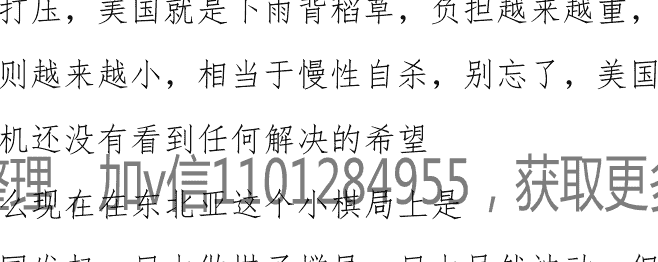 打压，美国就是下雨背稻草，负担越来越重，
则越来越小，相当于慢性自杀，别忘了，美国
机还没有看到任何解决的希望
整理，加v信1101284955，获取更多
么现在在东北亚这个小棋局上是